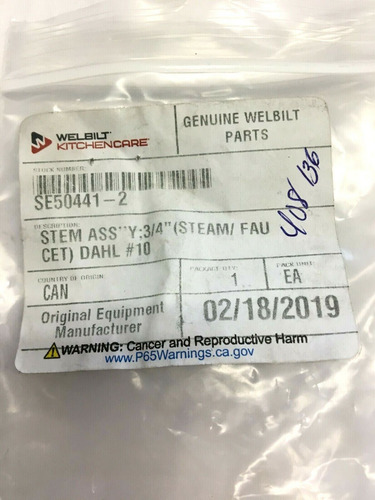 WELBILT
KITCHENCARE
GENUINE WELBILT
PARTS
STOCK NUMBER:
SE50441-2
DESCRIPTION:
STEM ASS"Y:3/4"(STEAM/ FAU
CET) DAHL #10
408/136
COUNTRY OF ORIGIN:
CAN
PACKAGE QTY:
1
PACK UNIT:
EA
Original Equipment
Manufacturer
02/18/2019
WARNING: Cancer and Reproductive Harm
www.P65Warnings.ca.gov